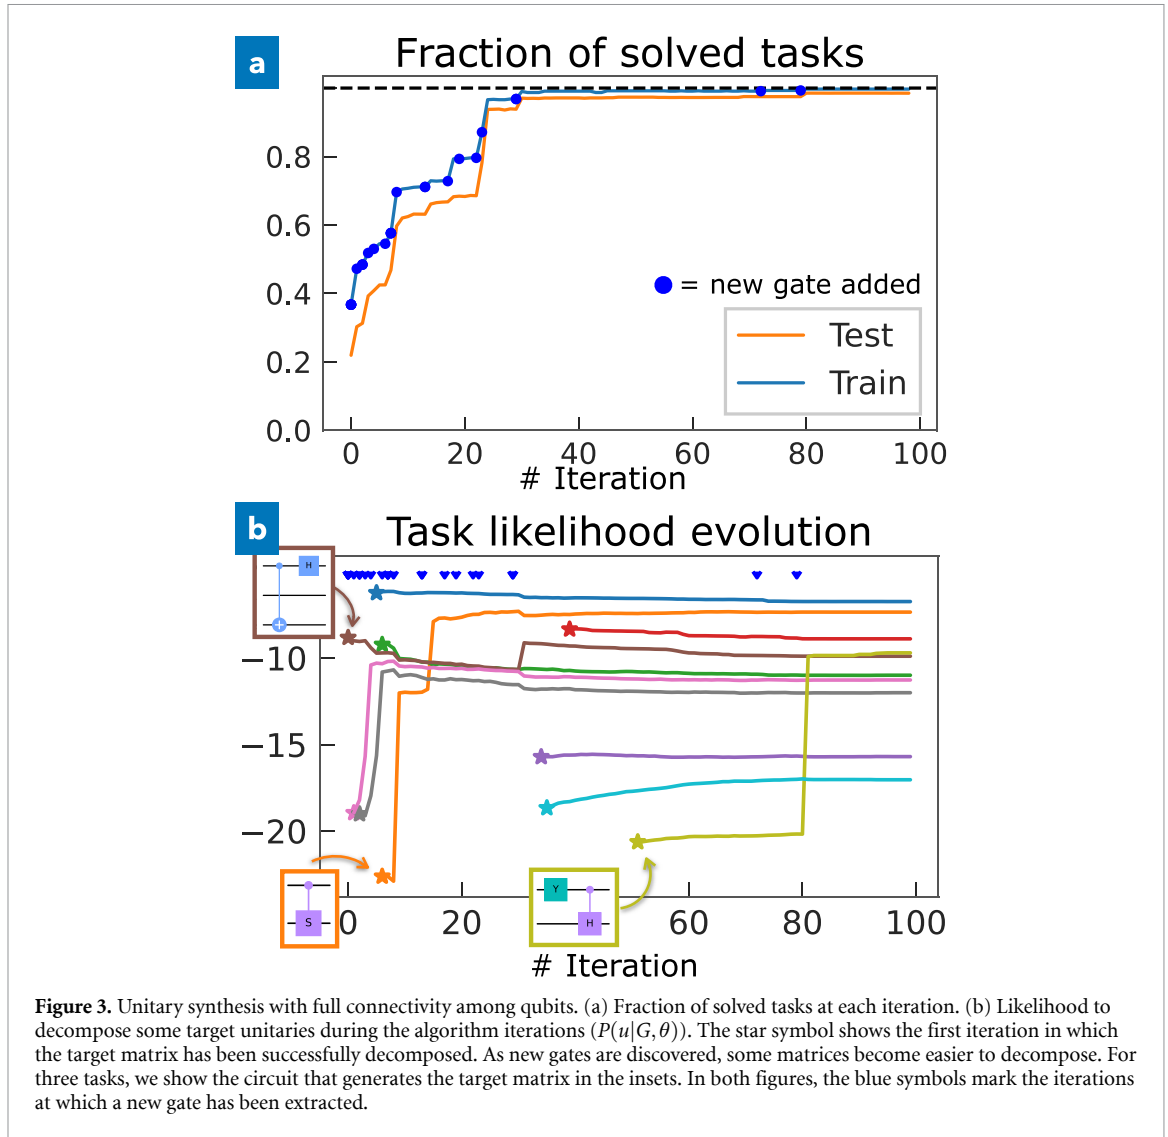 a
Fraction of solved tasks
0.8
0.6
0.4
0.2
0.0
= new gate added
Test
Train
0 20 40 60 80 100
# Iteration
b
Task likelihood evolution
H
−10
−15
−20
S
Y
H
0 20 60 80 100
# Iteration
Figure 3. Unitary synthesis with full connectivity among qubits. (a) Fraction of solved tasks at each iteration. (b) Likelihood to
decompose some target unitaries during the algorithm iterations (P(u|G,θ)). The star symbol shows the first iteration in which
the target matrix has been successfully decomposed. As new gates are discovered, some matrices become easier to decompose. For
three tasks, we show the circuit that generates the target matrix in the insets. In both figures, the blue symbols mark the iterations
at which a new gate has been extracted.